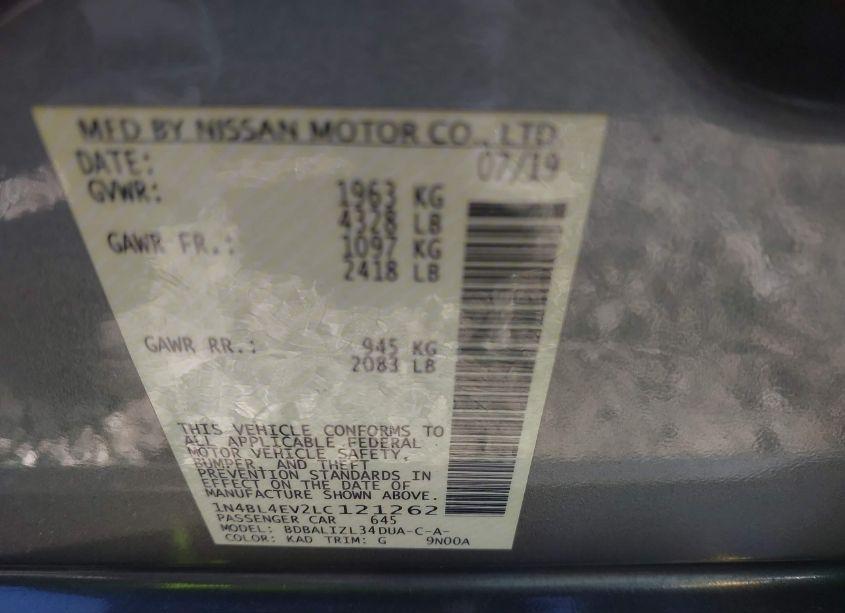 MFD BY NISSAN MOTOR CO., LTD
DATE: 07/19
GVWR: 1963 KG
4328 LB
GAWR FR.: 1097 KG
2418 LB
GAWR RR.: 945 KG
2083 LB
THIS VEHICLE CONFORMS TO
ALL APPLICABLE FEDERAL
MOTOR VEHICLE SAFETY,
BUMPER, AND THEFT
PREVENTION STANDARDS IN
EFFECT ON THE DATE OF
MANUFACTURE SHOWN ABOVE.
1N4BL4EV2LC121262
PASSENGER CAR 645
MODEL: BDBALIZL34DUA-C-A-
COLOR: KAD TRIM: G 9N00A